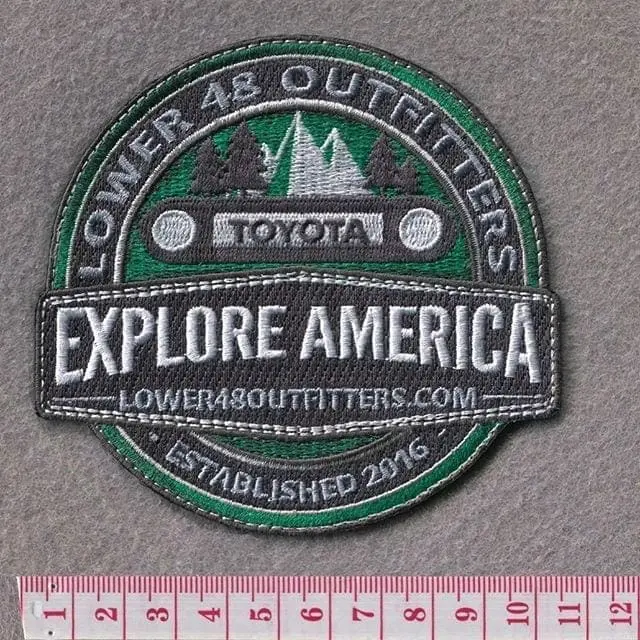 LOWER 48 OUTFITTERS
TOYOTA
EXPLORE AMERICA
LOWER48OUTFITTERS.COM
ESTABLISHED 2016
1 2 3 4 5 6 7 8 9 10 11 12